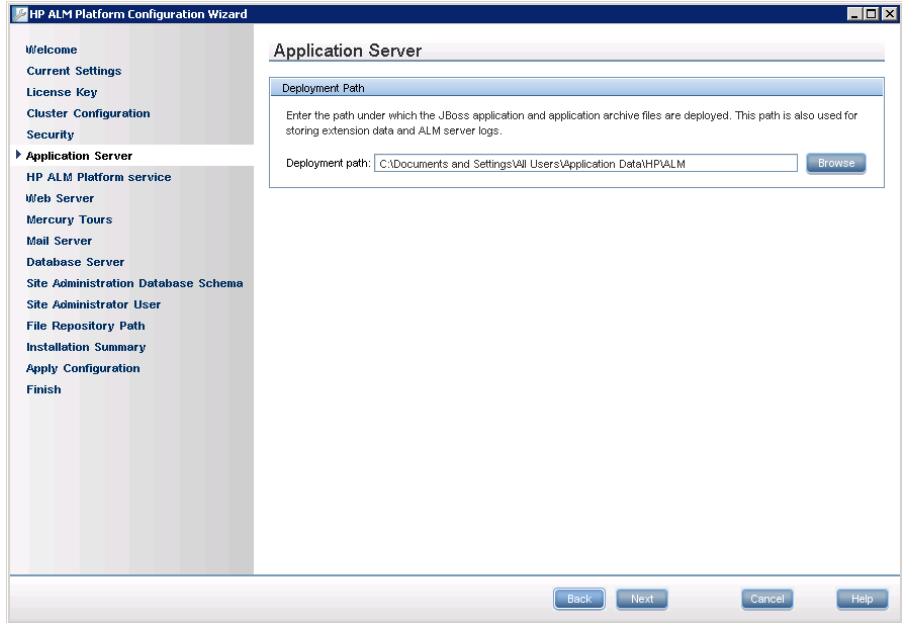 HP ALM Platform Configuration Wizard
Welcome
Current Settings
License Key
Cluster Configuration
Security
Application Server
HP ALM Platform service
Web Server
Mercury Tours
Mail Server
Database Server
Site Administration Database Schema
Site Administrator User
File Repository Path
Installation Summary
Apply Configuration
Finish
Application Server
Deployment Path
Enter the path under which the JBoss application and application archive files are deployed. This path is also used for
storing extension data and ALM server logs.
Deployment path: C:\Documents and Settings\All Users\Application Data\HP\ALM Browse
Back Next Cancel Help